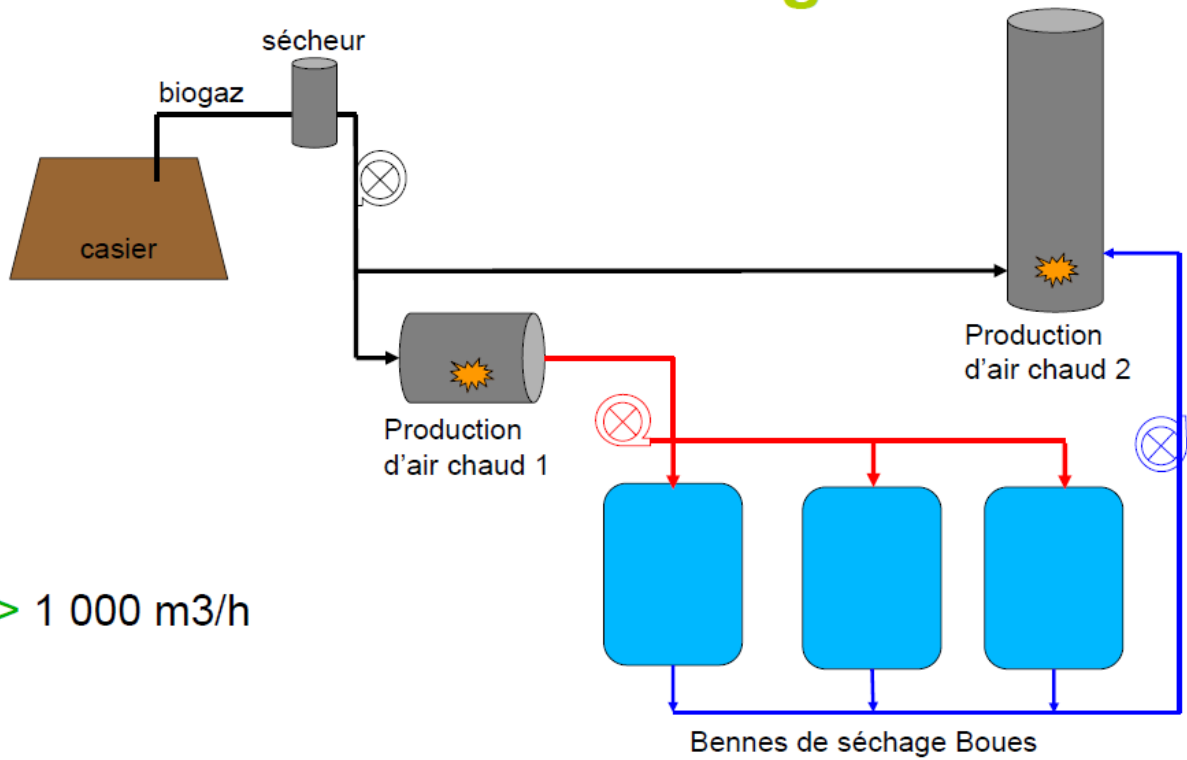 sécheur
biogaz
casier
Production
d'air chaud 2
Production
d'air chaud 1
> 1 000 m3/h
Bennes de séchage Boues